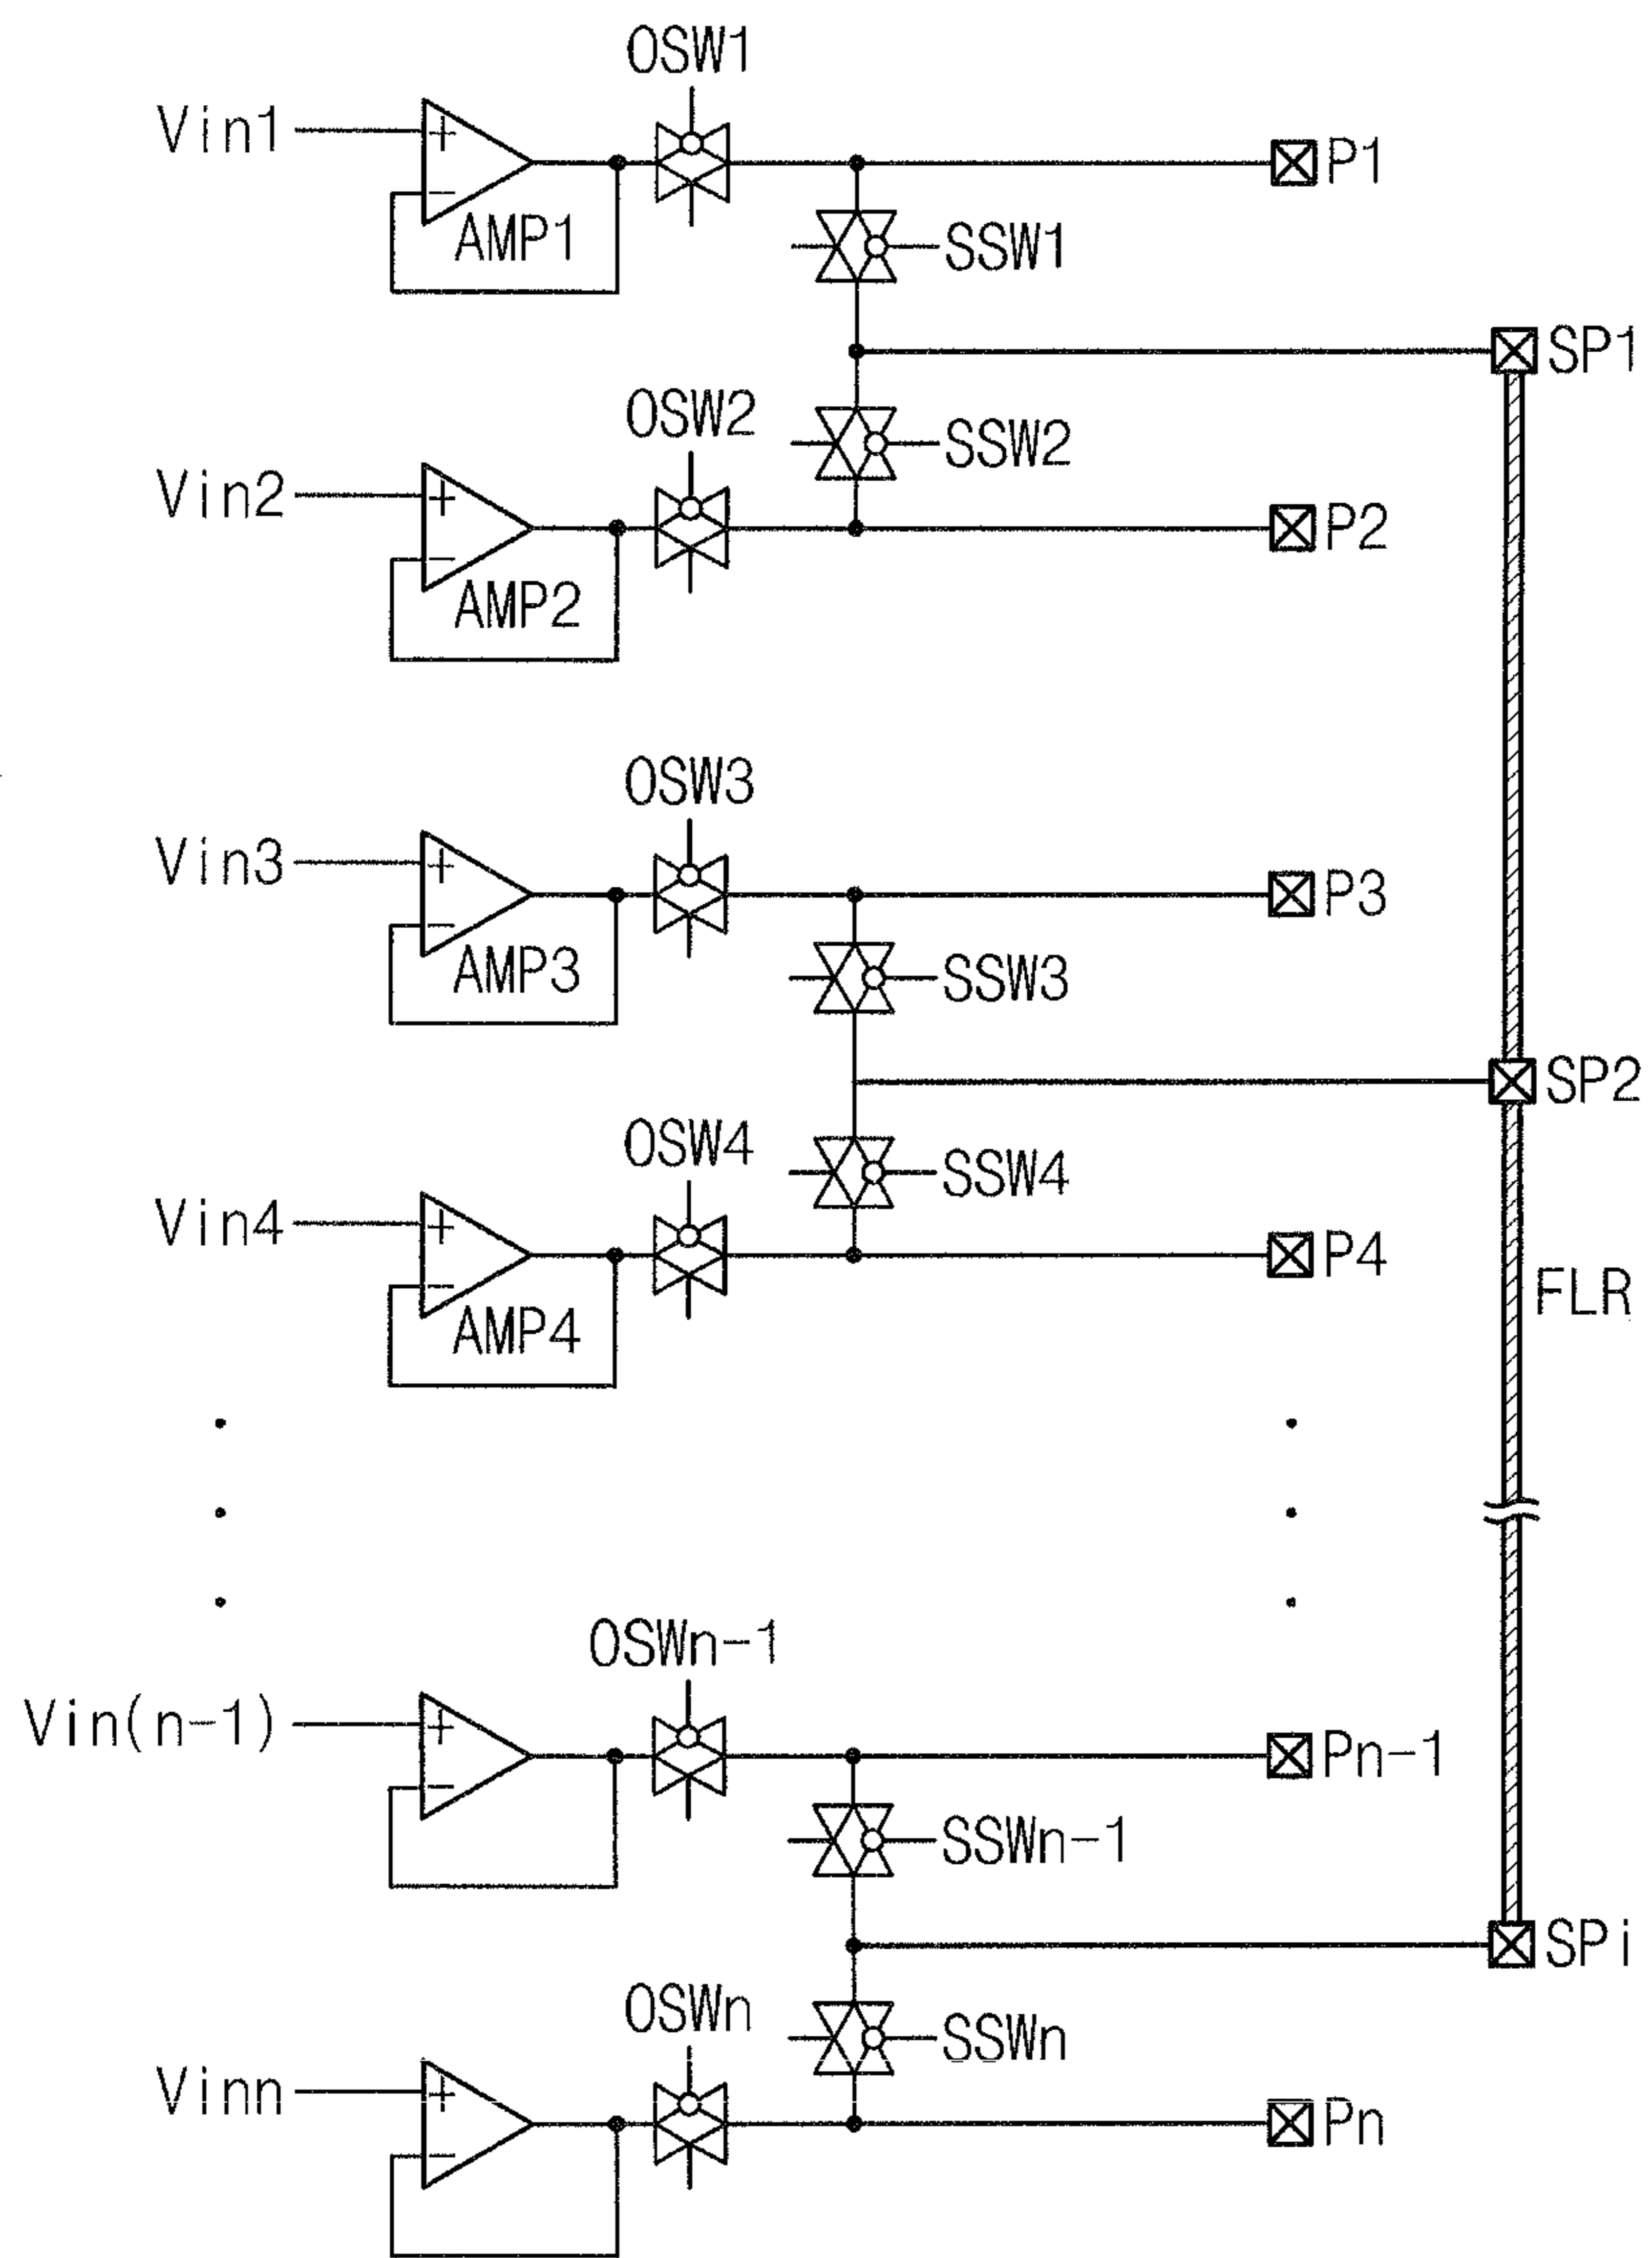 OSW1
Vin1
+
-
AMP1
P1
SSW1
SP1
OSW2
SSW2
Vin2
+
-
AMP2
P2
OSW3
Vin3
+
-
AMP3
P3
SSW3
SP2
OSW4
SSW4
Vin4
+
-
AMP4
P4
FLR
OSWn-1
Vin(n-1)
+
-
Pn-1
SSWn-1
SPi
OSWn
SSWn
Vinn
+
-
Pn